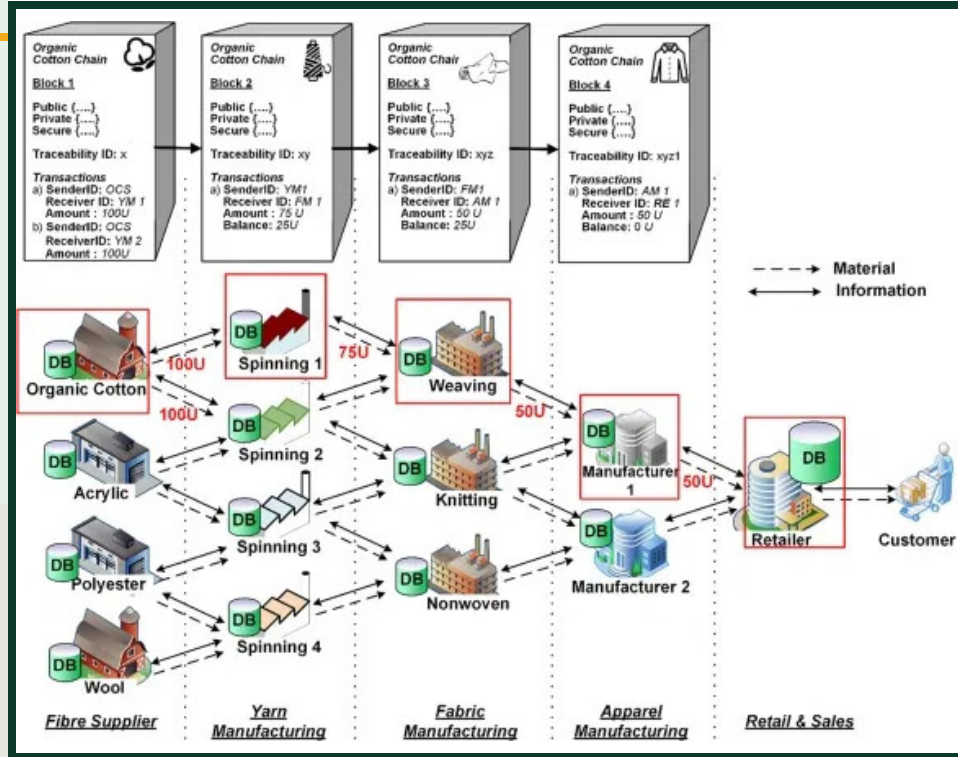 Organic
Cotton Chain
Block 1
Public {....}
Private {....}
Secure {....}
Traceability ID: x
Transactions
a) SenderID: OCS
Receiver ID: YM 1
Amount : 100U
b) SenderID: OCS
ReceiverID: YM 2
Amount : 100U
Organic
Cotton Chain
Block 2
Public {....}
Private {....}
Secure {....}
Traceability ID: xy
Transactions
a) SenderID: YM1
Receiver ID: FM 1
Amount : 75 U
Balance: 25U
Organic
Cotton Chain
Block 3
Public {....}
Private {....}
Secure {....}
Traceability ID: xyz
Transactions
a) SenderID: FM1
Receiver ID: AM 1
Amount : 50 U
Balance: 25U
Organic
Cotton Chain
Block 4
Public {....}
Private {....}
Secure {....}
Traceability ID: xyz1
Transactions
a) SenderID: AM 1
Receiver ID: RE 1
Amount : 50 U
Balance: 0 U
Material
Information
DB
Organic Cotton
100U
100U
DB
Spinning 1
75U
DB
Weaving
50U
DB
Acrylic
DB
Spinning 2
DB
Knitting
DB
Manufacturer
1
50U
DB
Retailer
Customer
DB
Polyester
DB
Spinning 3
DB
Nonwoven
DB
Manufacturer 2
DB
Wool
DB
Spinning 4
Fibre Supplier
Yarn
Manufacturing
Fabric
Manufacturing
Apparel
Manufacturing
Retail & Sales